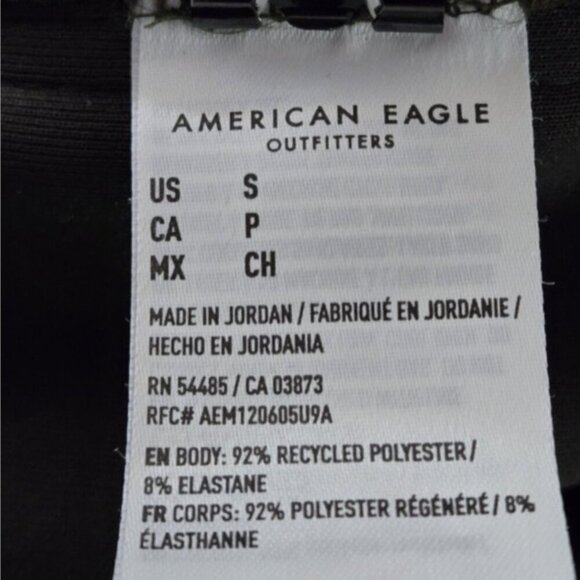 AMERICAN EAGLE
OUTFITTERS
US S
CA P
MX CH
MADE IN JORDAN / FABRIQUÉ EN JORDANIE /
HECHO EN JORDANIA
RN 54485 / CA 03873
RFC# AEM120605U9A
EN BODY: 92% RECYCLED POLYESTER /
8% ELASTANE
FR CORPS: 92% POLYESTER RÉGÉNÉRÉ / 8%
ÉLASTHANNE